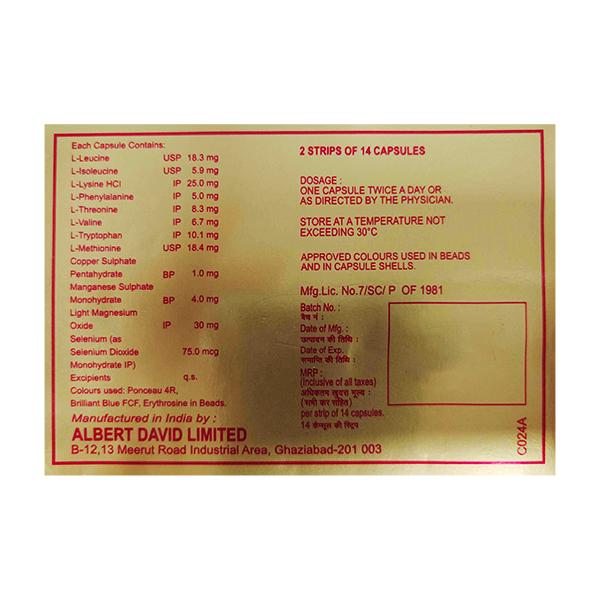 Each Capsule Contains:
L-Leucine USP 18.3 mg
L-Isoleucine USP 5.9 mg
L-Lysine HCl IP 25.0 mg
L-Phenylalanine IP 5.0 mg
L-Threonine IP 8.3 mg
L-Valine IP 6.7 mg
L-Tryptophan IP 10.1 mg
L-Methionine USP 18.4 mg
Copper Sulphate
Pentahydrate BP 1.0 mg
Manganese Sulphate
Monohydrate BP 4.0 mg
Light Magnesium
Oxide IP 30 mg
Selenium (as
Selenium Dioxide 75.0 mcg
Monohydrate IP)
Excipients q.s.
Colours used: Ponceau 4R,
Brilliant Blue FCF, Erythrosine in Beads.
Manufactured in India by :
ALBERT DAVID LIMITED
B-12,13 Meerut Road Industrial Area, Ghaziabad-201 003
2 STRIPS OF 14 CAPSULES
DOSAGE :
ONE CAPSULE TWICE A DAY OR
AS DIRECTED BY THE PHYSICIAN.
STORE AT A TEMPERATURE NOT
EXCEEDING 30°C
APPROVED COLOURS USED IN BEADS
AND IN CAPSULE SHELLS.
Mfg.Lic. No.7/SC/ P OF 1981
Batch No. :
बैच नं :
Date of Mfg. :
उत्पादन की तिथि :
Date of Exp. :
समाप्ति की तिथि :
MRP :
(Inclusive of all taxes)
अधिकतम खुदरा मूल्य :
(सभी कर सहित)
per strip of 14 capsules.
14 कैप्सूल की स्ट्रिप
C024A